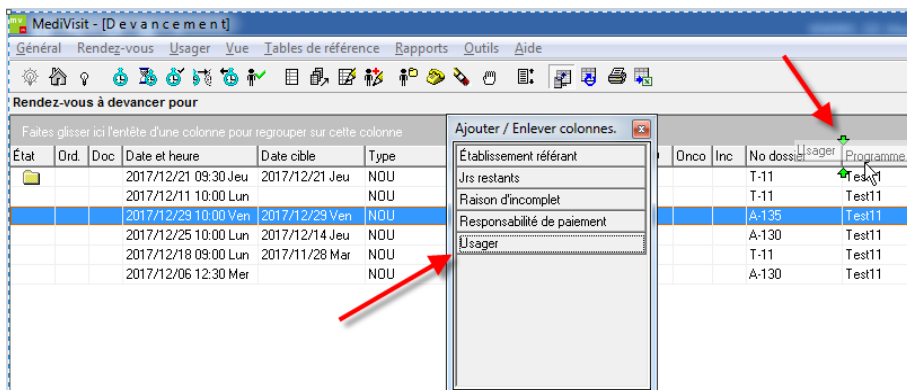 MediVisit - [D e v a n c e m e n t]
Général Rendez-vous Usager Vue Tables de référence Rapports Outils Aide
Rendez-vous à devancer pour
Faites glisser ici l'entête d'une colonne pour regrouper sur cette colonne
Ajouter / Enlever colonnes.
État Ord. Doc Date et heure Date cible Type Onco Inc No dossier Usager Programme
Établissement référant
Jrs restants
Raison d'incomplet
Responsabilité de paiement
Usager
2017/12/21 09:30 Jeu 2017/12/21 Jeu NOU T-11 Test11
2017/12/11 10:00 Lun NOU T-11 Test11
2017/12/29 10:00 Ven 2017/12/29 Ven NOU A-135 Test11
2017/12/25 10:00 Lun 2017/12/14 Jeu NOU A-130 Test11
2017/12/18 09:00 Lun 2017/11/28 Mar NOU T-11 Test11
2017/12/06 12:30 Mer NOU A-130 Test11